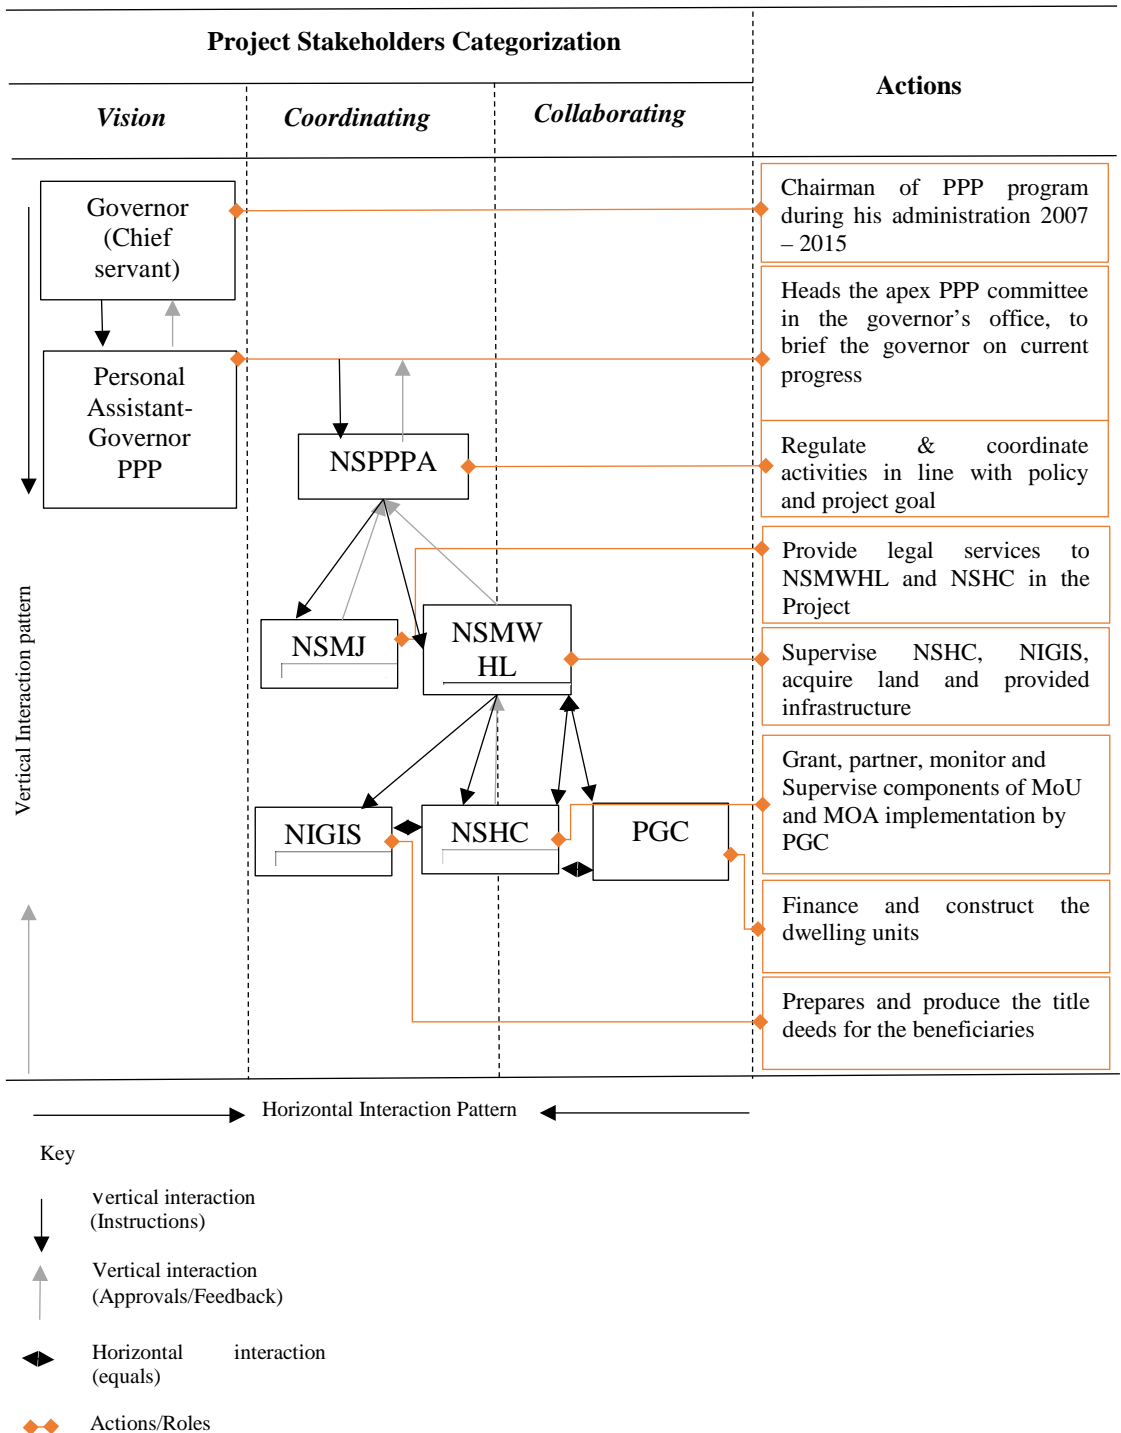 Project Stakeholders Categorization
Actions
Vision
Coordinating
Collaborating
Governor
(Chief
servant)
Chairman of PPP program
during his administration 2007
– 2015
Personal
Assistant-
Governor
PPP
Heads the apex PPP committee
in the governor's office, to
brief the governor on current
progress
NSPPPA
Regulate & coordinate
activities in line with policy
and project goal
NSMJ
Provide legal services to
NSMWHL and NSHC in the
Project
NSMW
HL
Supervise NSHC, NIGIS,
acquire land and provided
infrastructure
Vertical Interaction pattern
NIGIS
NSHC
PGC
Grant, partner, monitor and
Supervise components of MoU
and MOA implementation by
PGC
Finance and construct the
dwelling units
Prepares and produce the title
deeds for the beneficiaries
Horizontal Interaction Pattern
Key
Vertical interaction
(Instructions)
Vertical interaction
(Approvals/Feedback)
Horizontal interaction
(equals)
Actions/Roles